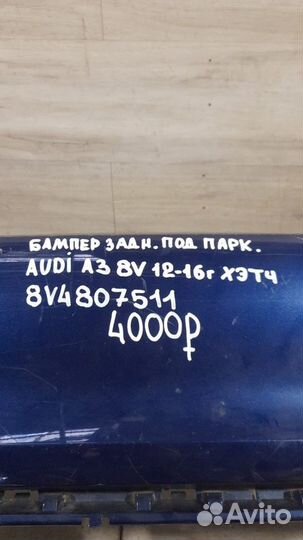 БАМПЕР ЗАДН. ПОД ПАРК.
AUDi A3 8V 12-16г ХЭТЧ
8V4807511
4000₽
Avito